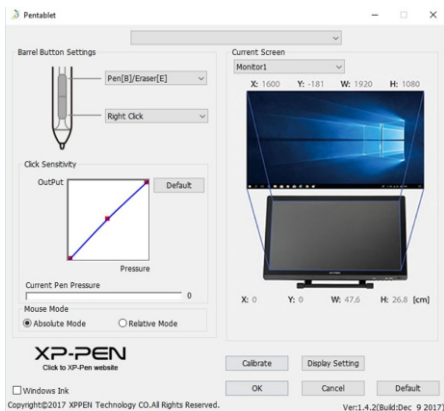 Pentablet
Barrel Button Settings
Pen[B]/Eraser[E]
Right Click
Click Sensitivity
OutPut
Default
Pressure
Current Pen Pressure
0
Mouse Mode
Absolute Mode Relative Mode
XP-PEN
Click to XP-Pen website
Windows Ink
Copyright©2017 XPPEN Technology CO.All Rights Reserved.
Current Screen
Monitor1
X: 1600 Y: -181 W: 1920 H: 1080
X: 0 Y: 0 W: 47.6 H: 26.8 [cm]
Calibrate Display Setting
OK Cancel Default
Ver:1.4.2(Build:Dec 9 2017)